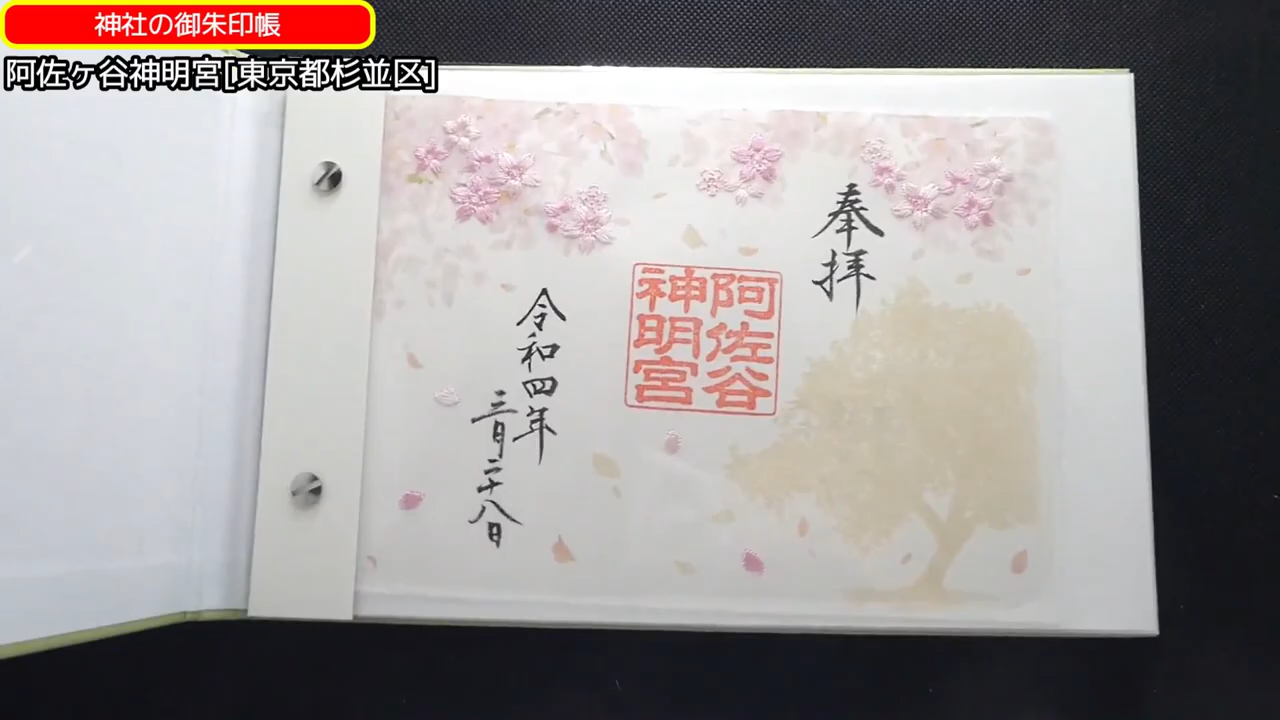 神社の御朱印帳
阿佐ヶ谷神明宮[東京都杉並区]
奉拝
阿佐谷
神明宮
令和四年
三月二十八日